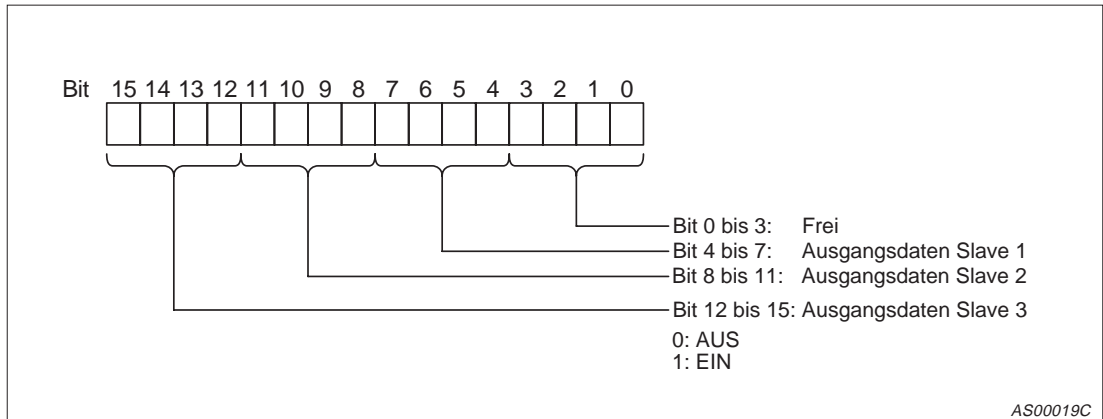 Bit 15 14 13 12 11 10 9 8 7 6 5 4 3 2 1 0
Bit 0 bis 3: Frei
Bit 4 bis 7: Ausgangsdaten Slave 1
Bit 8 bis 11: Ausgangsdaten Slave 2
Bit 12 bis 15: Ausgangsdaten Slave 3
0: AUS
1: EIN
AS00019C